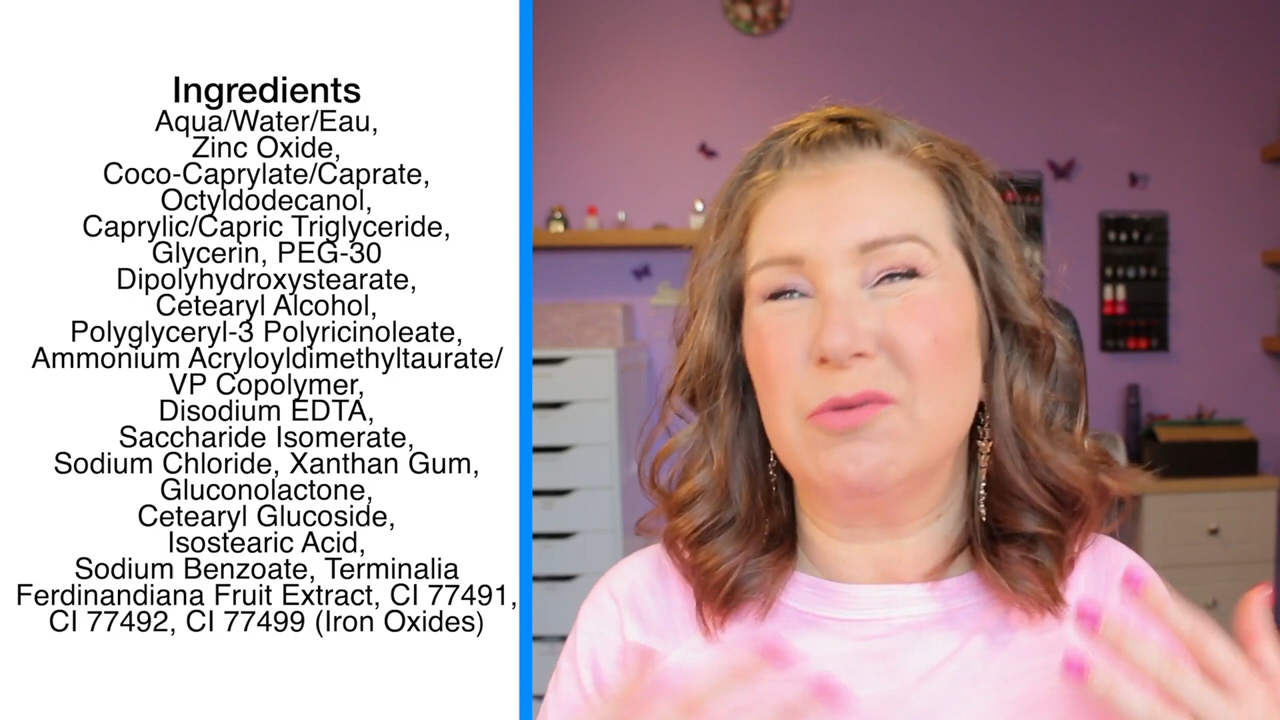 Ingredients
Aqua/Water/Eau,
Zinc Oxide,
Coco-Caprylate/Caprate,
Octyldodecanol,
Caprylic/Capric Triglyceride,
Glycerin, PEG-30
Dipolyhydroxystearate,
Cetearyl Alcohol,
Polyglyceryl-3 Polyricinoleate,
Ammonium Acryloyldimethyltaurate/
VP Copolymer,
Disodium EDTA,
Saccharide Isomerate,
Sodium Chloride, Xanthan Gum,
Gluconolactone,
Cetearyl Glucoside,
Isostearic Acid,
Sodium Benzoate, Terminalia
Ferdinandiana Fruit Extract, CI 77491,
CI 77492, CI 77499 (Iron Oxides)